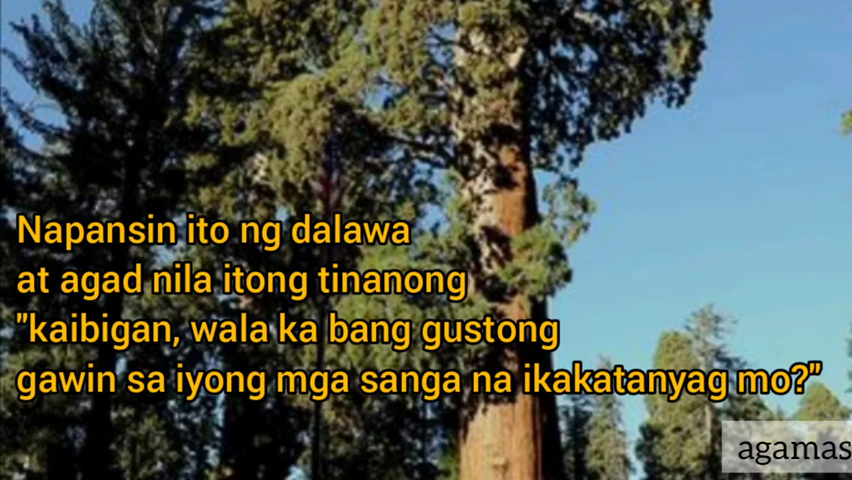 Napansin ito ng dalawa
at agad nila itong tinanong
"kaibigan, wala ka bang gustong
gawin sa iyong mga sanga na ikakatanyag mo?"
agamas